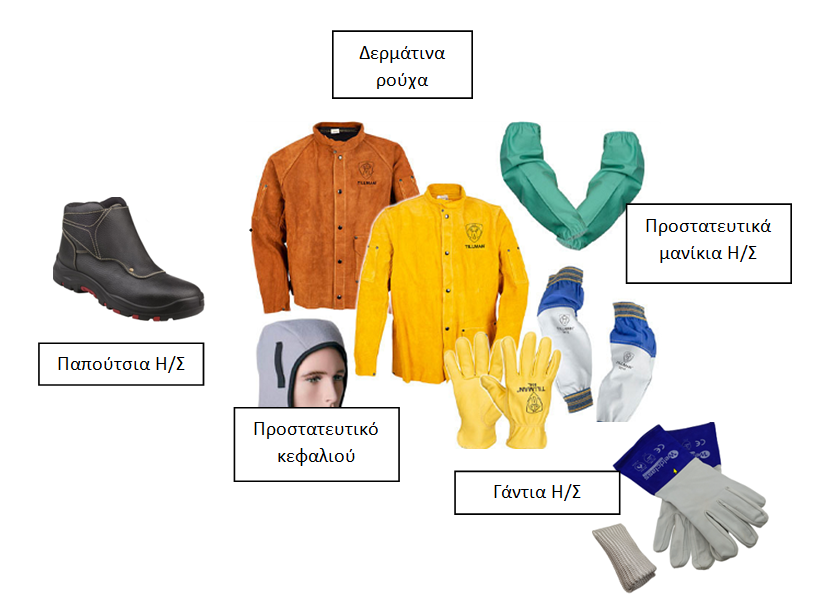 Δερμάτινα
ρούχα
TILLMAN
TILLMAN
Προστατευτικά
μανίκια Η/Σ
Παπούτσια Η/Σ
Προστατευτικό
κεφαλιού
TILLMAN
Γάντια Η/Σ